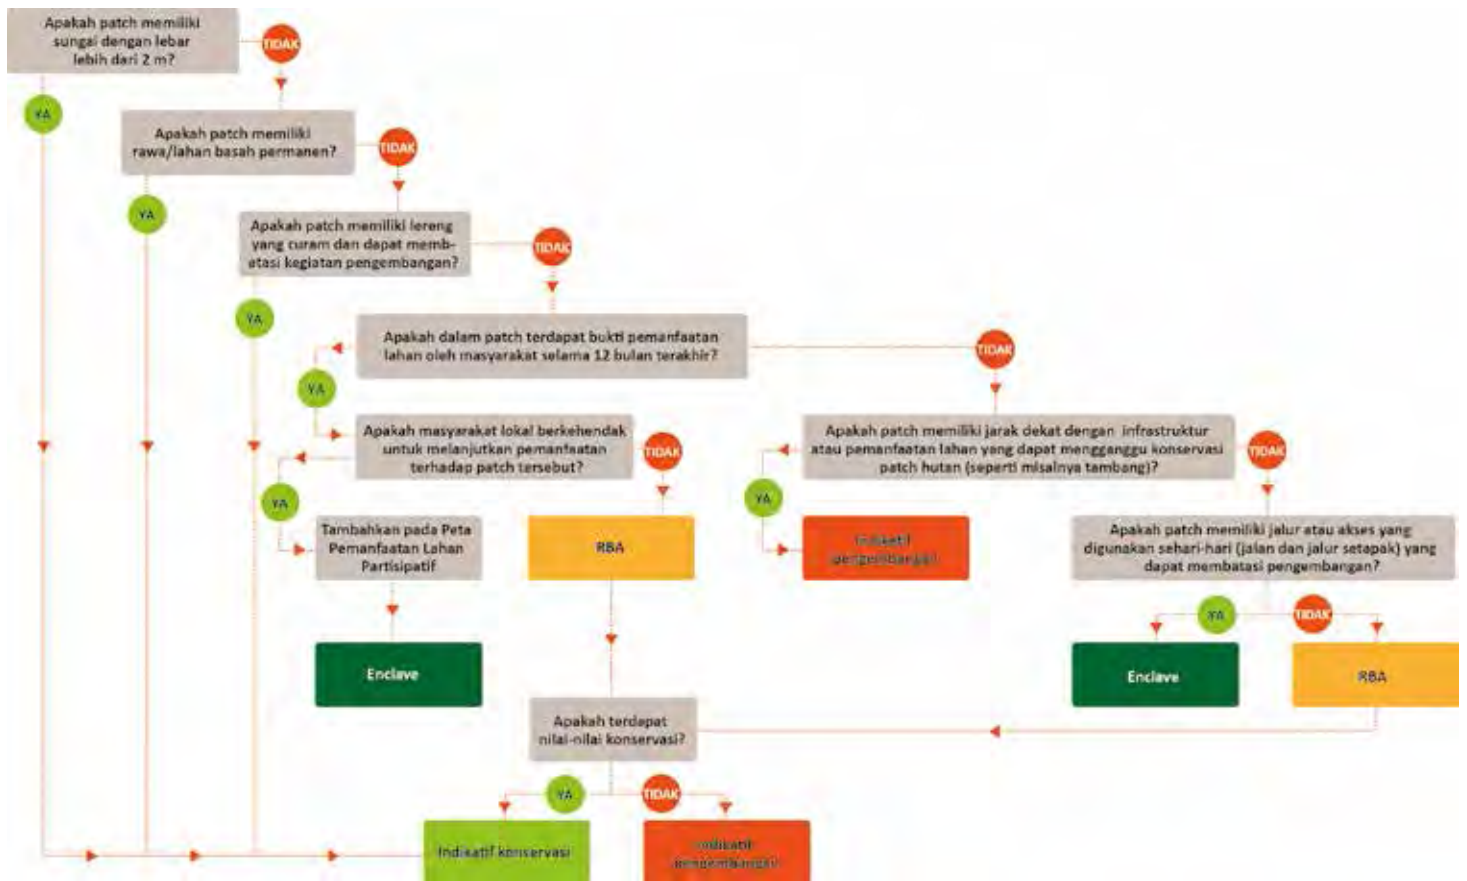 Apakah patch memiliki
sungai dengan lebar
lebih dari 2 m?
TIDAK
YA
Apakah patch memiliki
rawa/lahan basah permanen?
TIDAK
YA
Apakah patch memiliki lereng
yang curam dan dapat memb-
atasi kegiatan pengembangan?
TIDAK
YA
Apakah dalam patch terdapat bukti pemanfaatan
lahan oleh masyarakat selama 12 bulan terakhir?
TIDAK
YA
Apakah masyarakat lokal berkehendak
untuk melanjutkan pemanfaatan
terhadap patch tersebut?
TIDAK
YA
Apakah patch memiliki jarak dekat dengan infrastruktur
atau pemanfaatan lahan yang dapat mengganggu konservasi
patch hutan (seperti misalnya tambang)?
TIDAK
YA
Tambahkan pada Peta
Pemanfaatan Lahan
Partisipatif
RBA
Indikatif
pengembangan
Apakah patch memiliki jalur atau akses yang
digunakan sehari-hari (jalan dan jalur setapak) yang
dapat membatasi pengembangan?
YA
TIDAK
Enclave
Enclave
RBA
Apakah terdapat
nilai-nilai konservasi?
YA
TIDAK
Indikatif konservasi
Indikatif
pengembangan